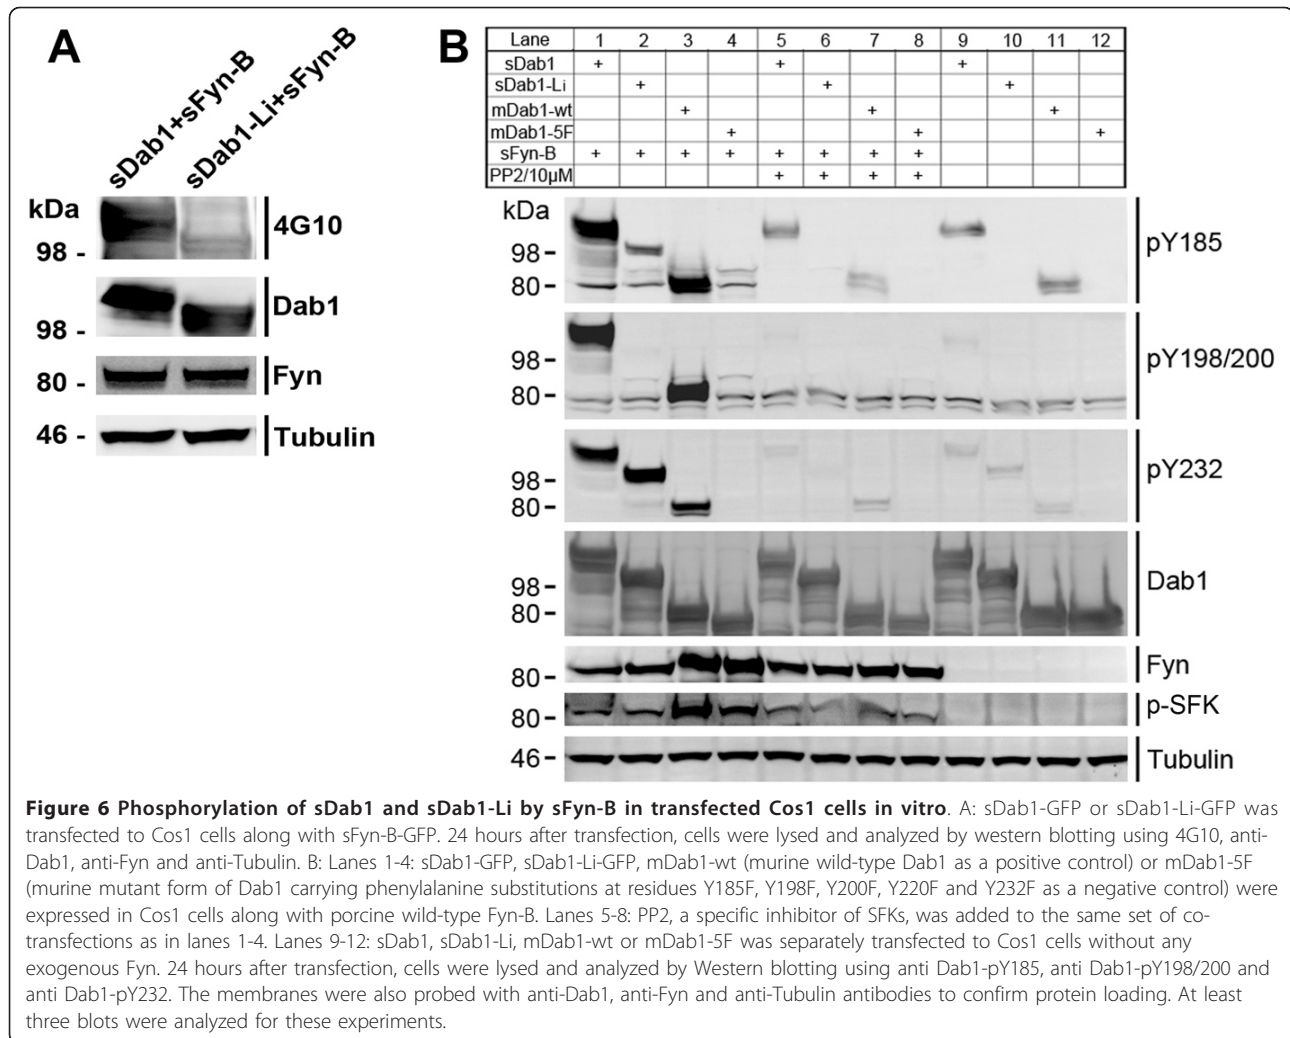 A
sDab1+sFyn-B
sDab1-Li+sFyn-B
kDa
98 -
4G10
98 -
Dab1
80 -
Fyn
46 -
Tubulin
B
Lane 1 2 3 4 5 6 7 8 9 10 11 12
sDab1 + + +
sDab1-Li + + +
mDab1-wt + + +
mDab1-5F + + +
sFyn-B + + + + + + + +
PP2/10µM + + + +
kDa
98 –
80 –
pY185
98 –
80 –
pY198/200
98 –
80 –
pY232
98 –
80 –
Dab1
80 –
Fyn
80 –
p-SFK
46 –
Tubulin
Figure 6 Phosphorylation of sDab1 and sDab1-Li by sFyn-B in transfected Cos1 cells in vitro. A: sDab1-GFP or sDab1-Li-GFP was
transfected to Cos1 cells along with sFyn-B-GFP. 24 hours after transfection, cells were lysed and analyzed by western blotting using 4G10, anti-
Dab1, anti-Fyn and anti-Tubulin. B: Lanes 1-4: sDab1-GFP, sDab1-Li-GFP, mDab1-wt (murine wild-type Dab1 as a positive control) or mDab1-5F
(murine mutant form of Dab1 carrying phenylalanine substitutions at residues Y185F, Y198F, Y200F, Y220F and Y232F as a negative control) were
expressed in Cos1 cells along with porcine wild-type Fyn-B. Lanes 5-8: PP2, a specific inhibitor of SFKs, was added to the same set of co-
transfections as in lanes 1-4. Lanes 9-12: sDab1, sDab1-Li, mDab1-wt or mDab1-5F was separately transfected to Cos1 cells without any
exogenous Fyn. 24 hours after transfection, cells were lysed and analyzed by Western blotting using anti Dab1-pY185, anti Dab1-pY198/200 and
anti Dab1-pY232. The membranes were also probed with anti-Dab1, anti-Fyn and anti-Tubulin antibodies to confirm protein loading. At least
three blots were analyzed for these experiments.